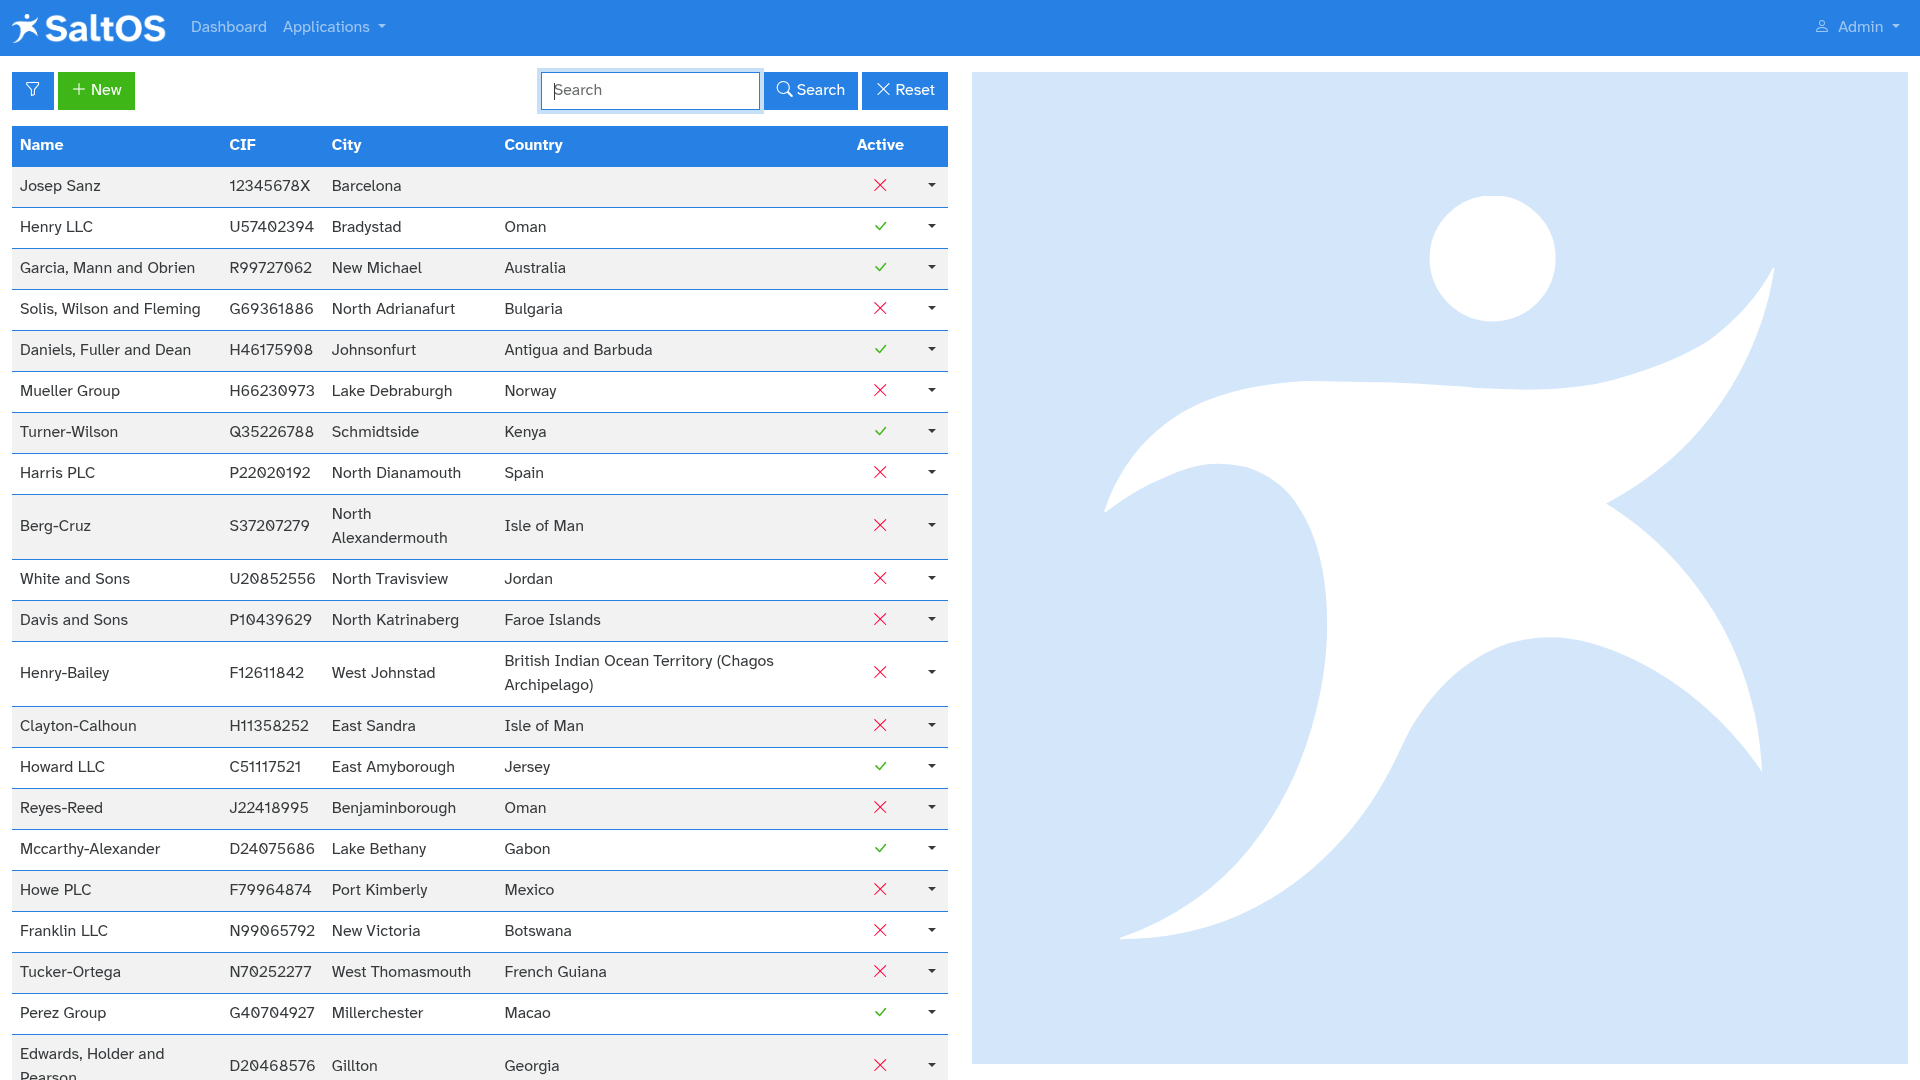 SaltOS Dashboard Applications Admin
New Search Search Reset
Name CIF City Country Active
Josep Sanz 12345678X Barcelona
Henry LLC U57402394 Bradystad Oman
Garcia, Mann and Obrien R99727062 New Michael Australia
Solis, Wilson and Fleming G69361886 North Adrianafurt Bulgaria
Daniels, Fuller and Dean H46175908 Johnsonfurt Antigua and Barbuda
Mueller Group H66230973 Lake Debraburgh Norway
Turner-Wilson Q35226788 Schmidtside Kenya
Harris PLC P22020192 North Dianamouth Spain
Berg-Cruz S37207279 North
Alexandermouth Isle of Man
White and Sons U20852556 North Travisview Jordan
Davis and Sons P10439629 North Katrinaberg Faroe Islands
Henry-Bailey F12611842 West Johnstad British Indian Ocean Territory (Chagos
Archipelago)
Clayton-Calhoun H11358252 East Sandra Isle of Man
Howard LLC C51117521 East Amyborough Jersey
Reyes-Reed J22418995 Benjaminborough Oman
Mccarthy-Alexander D24075686 Lake Bethany Gabon
Howe PLC F79964874 Port Kimberly Mexico
Franklin LLC N99065792 New Victoria Botswana
Tucker-Ortega N70252277 West Thomasmouth French Guiana
Perez Group G40704927 Millerchester Macao
Edwards, Holder and
Pearson D20468576 Gillton Georgia